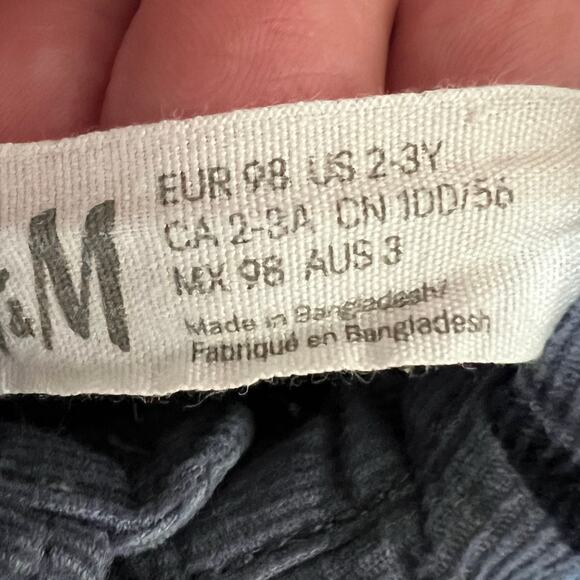 &M
EUR 98 US 2-3Y
CA 2-3A CN 100/56
MX 98 AUS 3
Made in Bangladesh/
Fabriqué en Bangladesh